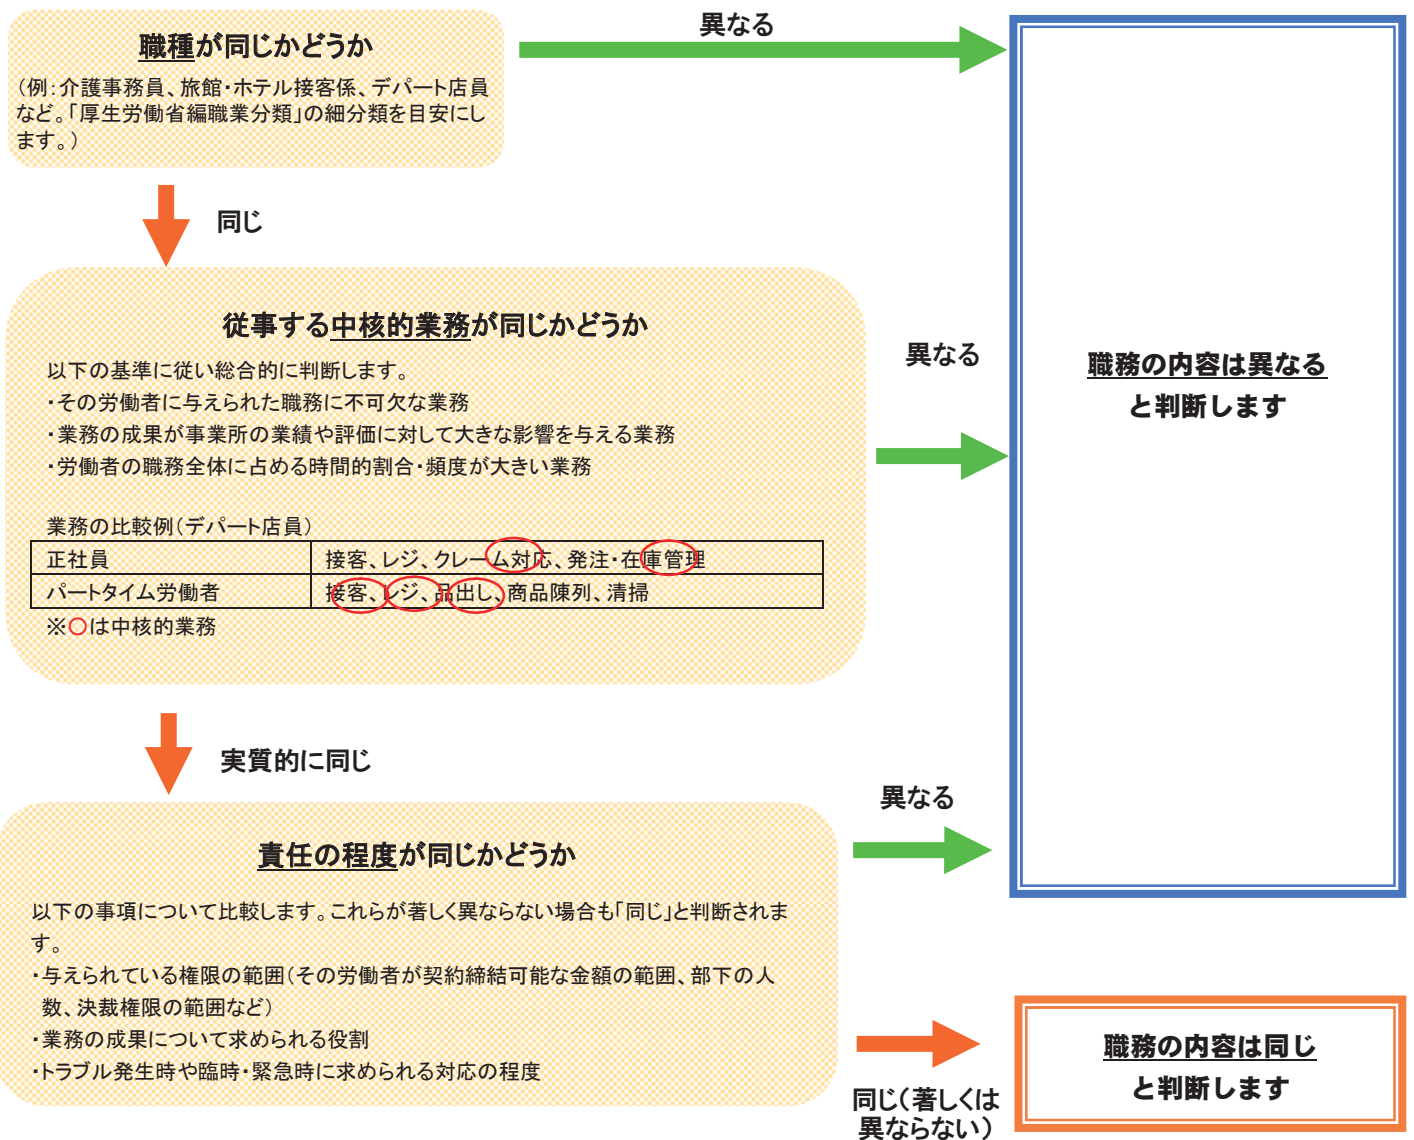 職種が同じかどうか
（例：介護事務員、旅館・ホテル接客係、デパート店員
など。「厚生労働省編職業分類」の細分類を目安にし
ます。）
異なる
同じ
従事する中核的業務が同じかどうか
以下の基準に従い総合的に判断します。
・その労働者に与えられた職務に不可欠な業務
・業務の成果が事業所の業績や評価に対して大きな影響を与える業務
・労働者の職務全体に占める時間的割合・頻度が大きい業務
業務の比較例（デパート店員）
正社員 接客、レジ、クレーム対応、発注・在庫管理
パートタイム労働者 接客、レジ、品出し、商品陳列、清掃
※○は中核的業務
異なる
職務の内容は異なる
と判断します
実質的に同じ
責任の程度が同じかどうか
以下の事項について比較します。これらが著しく異ならない場合も「同じ」と判断されま
す。
・与えられている権限の範囲（その労働者が契約締結可能な金額の範囲、部下の人
数、決裁権限の範囲など）
・業務の成果について求められる役割
・トラブル発生時や臨時・緊急時に求められる対応の程度
異なる
同じ（著しくは
異ならない）
職務の内容は同じ
と判断します